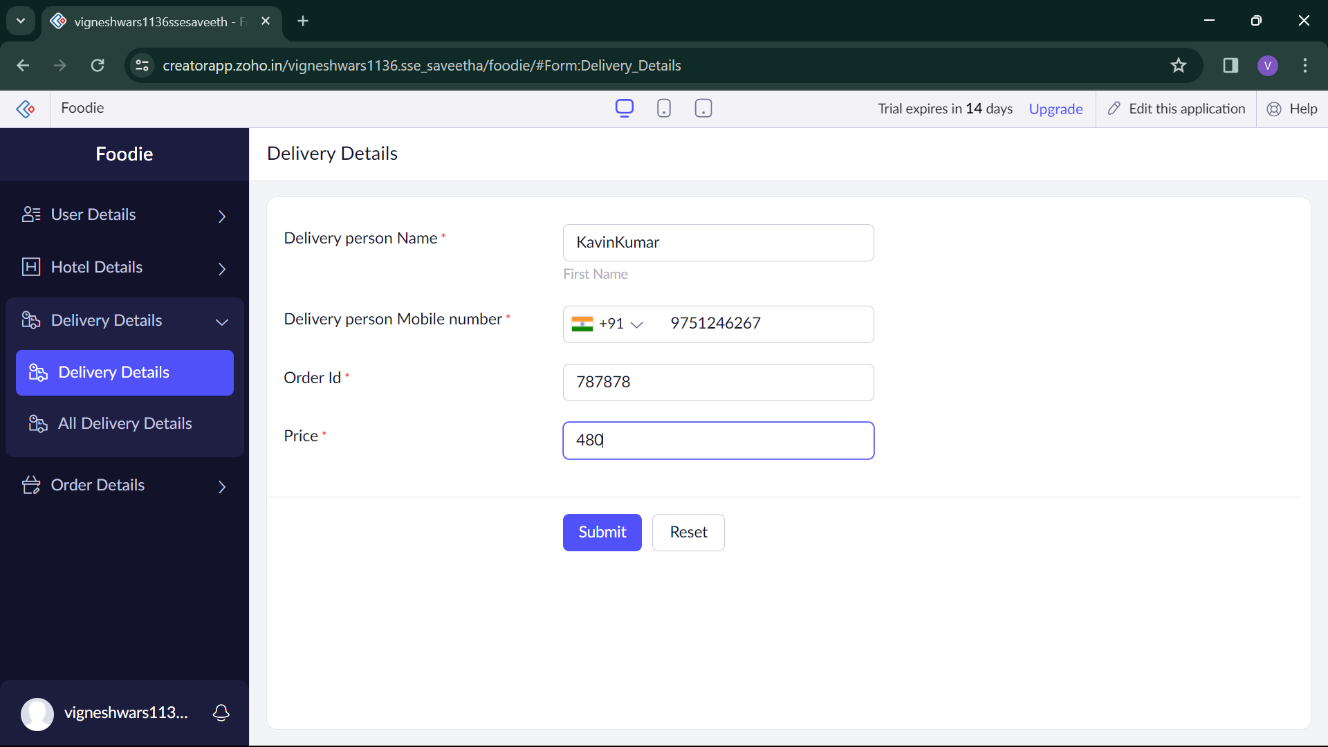 vigneshwars1136ssesaveeth - F
creatorapp.zoho.in/vigneshwars1136.sse_saveetha/foodie/#Form:Delivery_Details
V
Foodie
Trial expires in 14 days Upgrade
Edit this application
Help
Foodie
User Details
Hotel Details
Delivery Details
Delivery Details
All Delivery Details
Order Details
vigneshwars113...
Delivery Details
Delivery person Name *
KavinKumar
First Name
Delivery person Mobile number *
+91 9751246267
Order Id *
787878
Price *
480
Submit
Reset